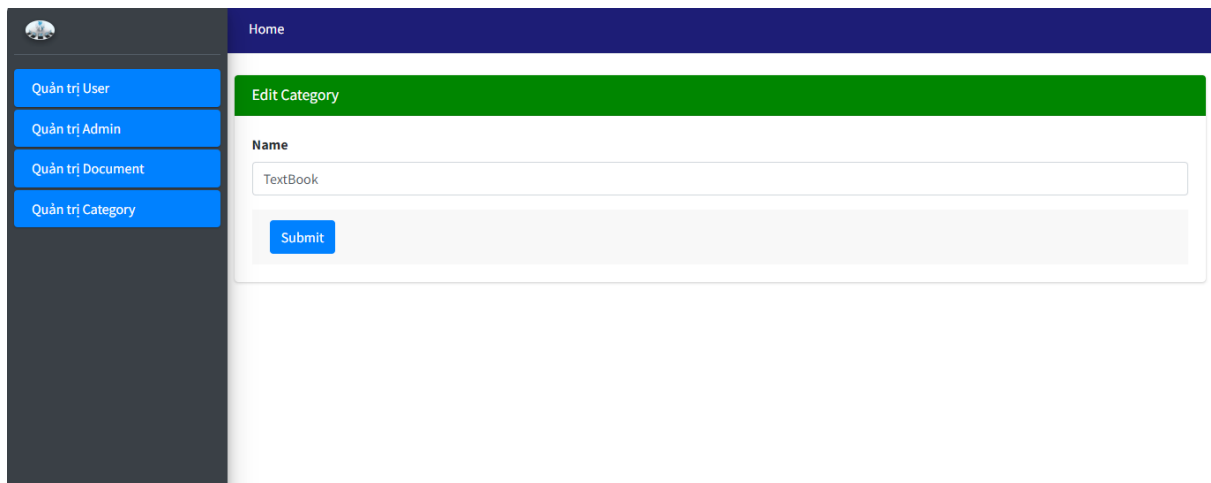 Home
Quản trị User
Quản trị Admin
Quản trị Document
Quản trị Category
Edit Category
Name
TextBook
Submit